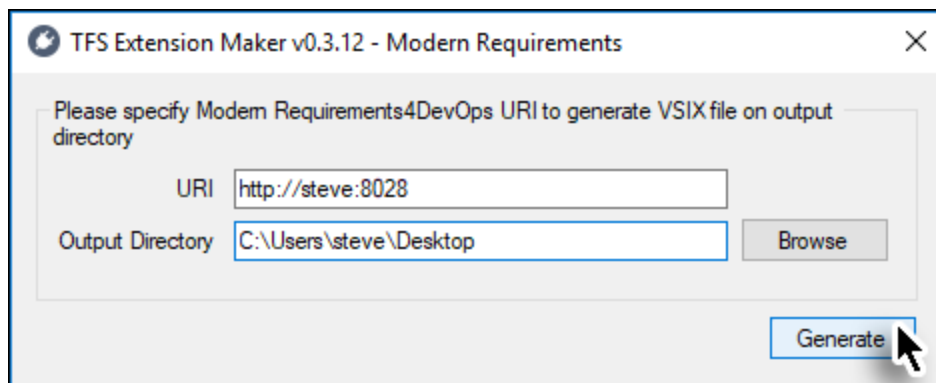 TFS Extension Maker v0.3.12 - Modern Requirements
Please specify Modern Requirements4DevOps URI to generate VSIX file on output
directory
URI http://steve:8028
Output Directory C:\Users\steve\Desktop Browse
Generate